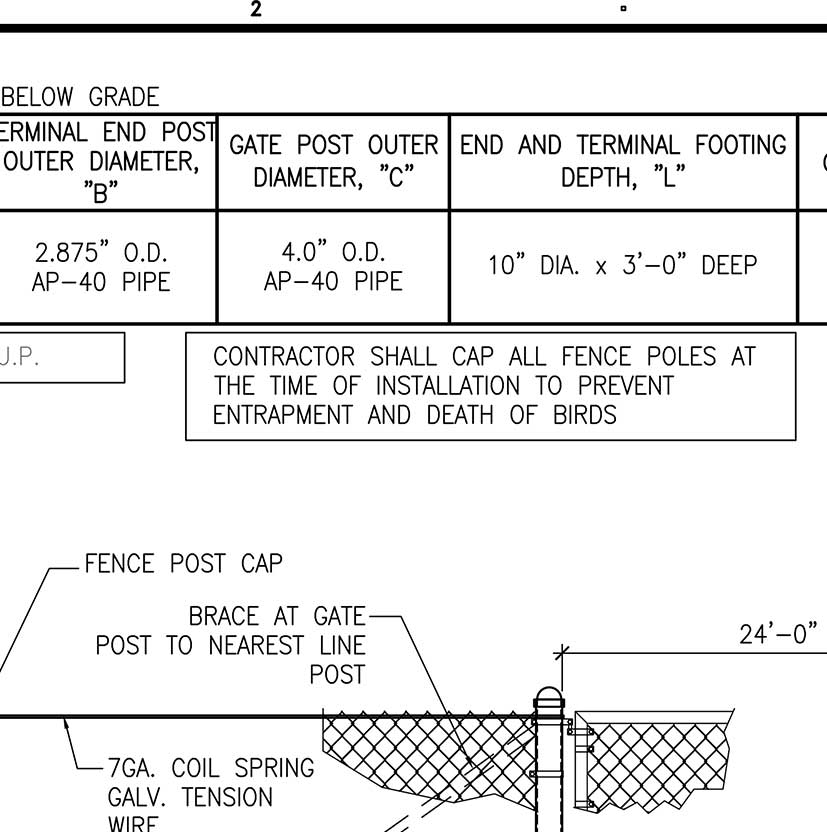 2
BELOW GRADE
ERMINAL END POST
OUTER DIAMETER,
"B"
GATE POST OUTER
DIAMETER, "C"
END AND TERMINAL FOOTING
DEPTH, "L"
2.875" O.D.
AP-40 PIPE
4.0" O.D.
AP-40 PIPE
10" DIA. x 3'-0" DEEP
U.P.
CONTRACTOR SHALL CAP ALL FENCE POLES AT
THE TIME OF INSTALLATION TO PREVENT
ENTRAPMENT AND DEATH OF BIRDS
FENCE POST CAP
BRACE AT GATE
POST TO NEAREST LINE
POST
24'-0"
7GA. COIL SPRING
GALV. TENSION
WIRE